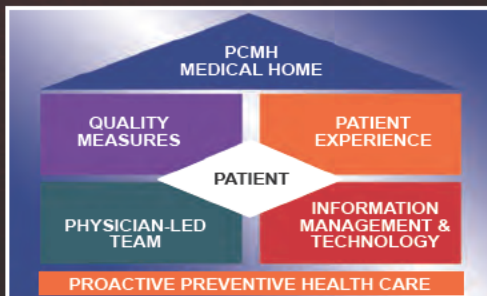 PCMH
MEDICAL HOME
QUALITY
MEASURES
PATIENT
EXPERIENCE
PATIENT
PHYSICIAN-LED
TEAM
INFORMATION
MANAGEMENT &
TECHNOLOGY
PROACTIVE PREVENTIVE HEALTH CARE